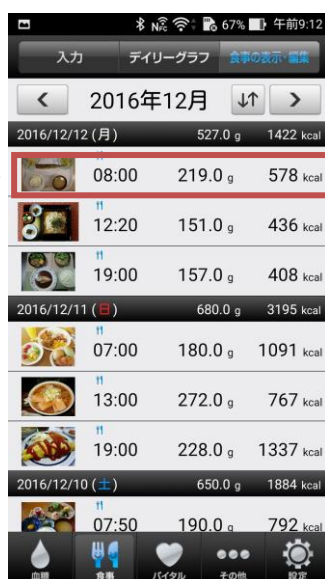 67% 午前9:12
入力 デイリーグラフ 食事の表示・編集
2016年12月 ↓↑
2016/12/12 (月) 527.0 g 1422 kcal
08:00 219.0 g 578 kcal
12:20 151.0 g 436 kcal
19:00 157.0 g 408 kcal
2016/12/11 (日) 680.0 g 3195 kcal
07:00 180.0 g 1091 kcal
13:00 272.0 g 767 kcal
19:00 228.0 g 1337 kcal
2016/12/10 (土) 650.0 g 1884 kcal
07:50 190.0 g 792 kcal
血糖 食事 バイタル その他 設定